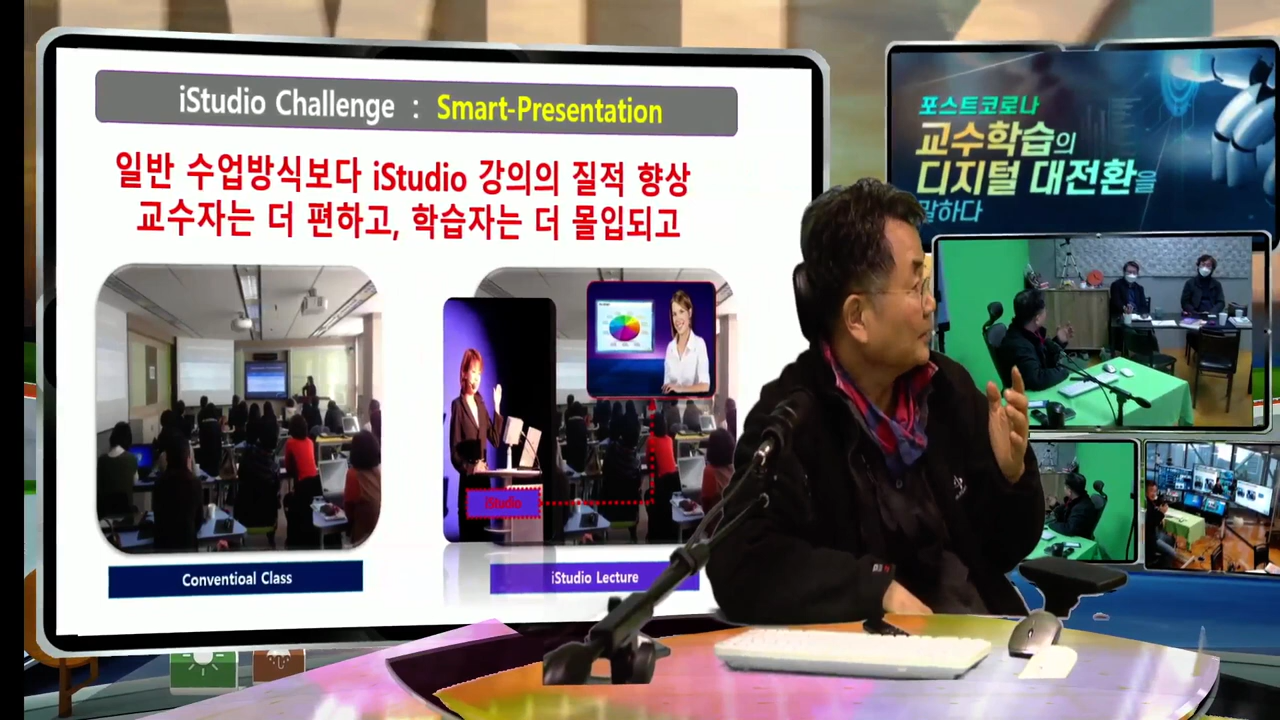 iStudio Challenge : Smart-Presentation
일반 수업방식보다 iStudio 강의의 질적 향상
교수자는 더 편하고, 학습자는 더 몰입되고
iStudio
Conventioal Class
iStudio Lecture
포스트코로나
교수학습의
디지털 대전환을
말하다